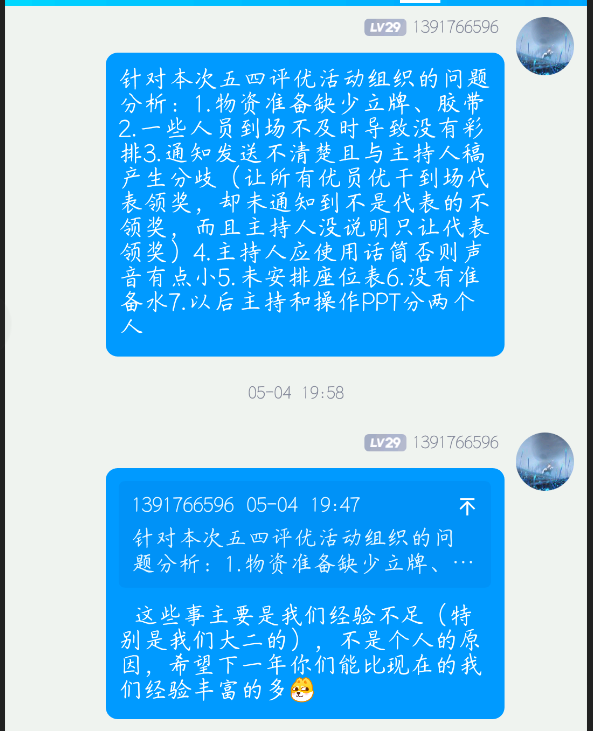 LV29 1391766596
针对本次五四评优活动组织的问题
分析：1.物资准备缺少立牌、胶带
2.一些人员到场不及时导致没有彩
排3.通知发送不清楚且与主持人稿
产生分歧（让所有优员优干到场代
表领奖，却未通知到不是代表的不
领奖，而且主持人没说明只让代表
领奖）4.主持人应使用话筒否则声
音有点小5.未安排座位表6.没有准
备水7.以后主持和操作PPT分两个
人
05-04 19:58
LV29 1391766596
1391766596 05-04 19:47
针对本次五四评优活动组织的问
题分析：1.物资准备缺少立牌、…
这些事主要是我们经验不足（特
别是我们大二的），不是个人的原
因，希望下一年你们能比现在的我
们经验丰富的多